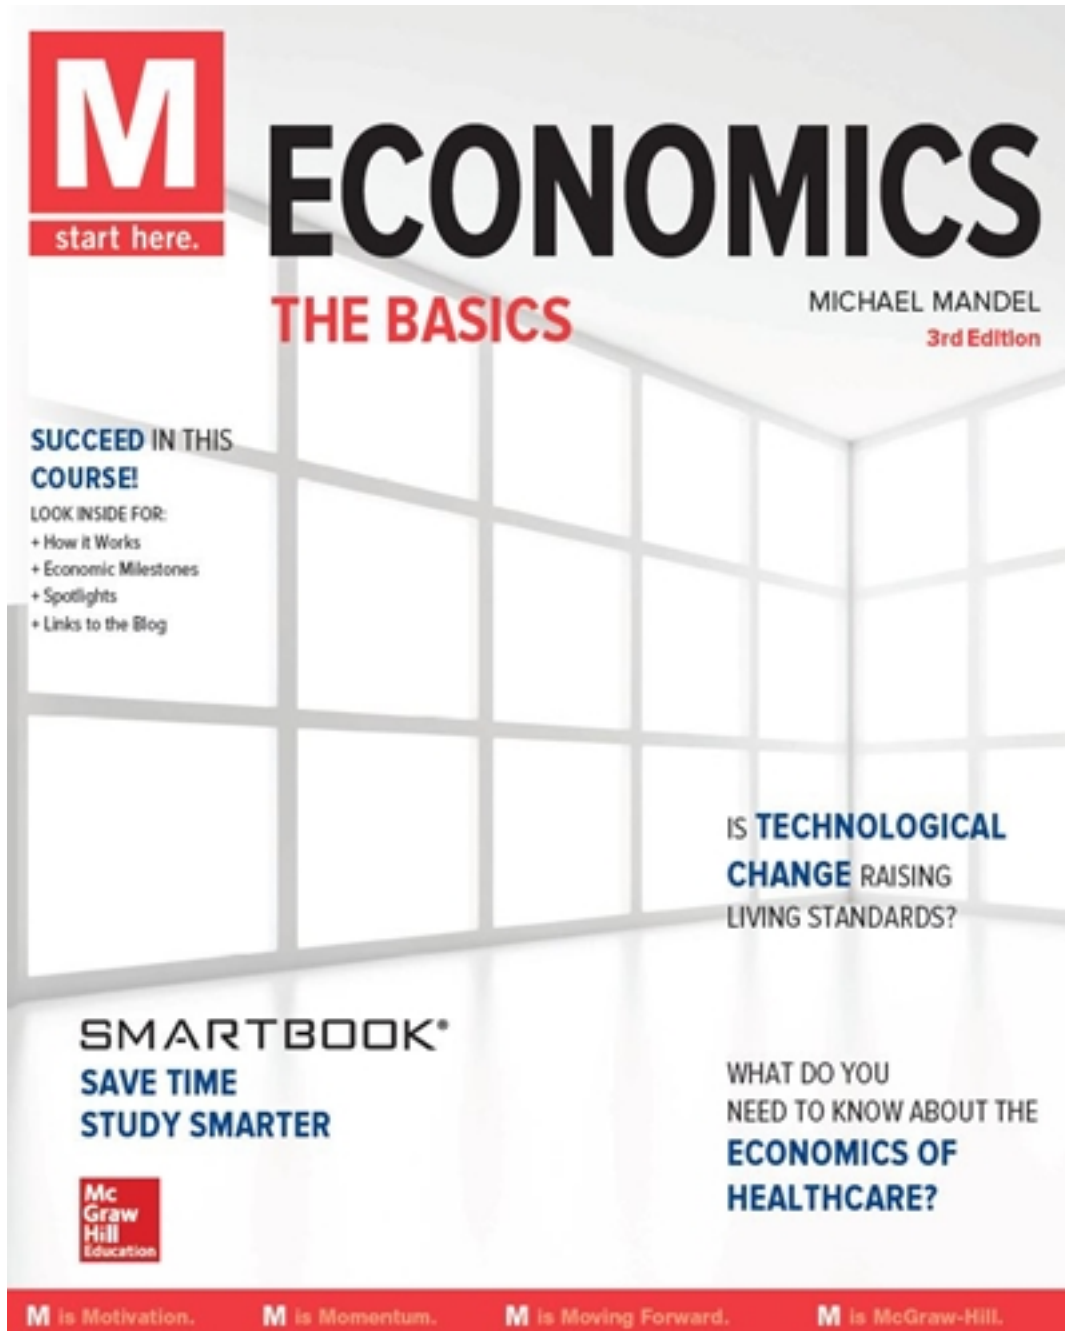 M
start here.
ECONOMICS
THE BASICS
MICHAEL MANDEL
3rd Edition
SUCCEED IN THIS
COURSE!
LOOK INSIDE FOR:
+ How it Works
+ Economic Milestones
+ Spotlights
+ Links to the Blog
IS TECHNOLOGICAL
CHANGE RAISING
LIVING STANDARDS?
SMARTBOOK®
SAVE TIME
STUDY SMARTER
WHAT DO YOU
NEED TO KNOW ABOUT THE
ECONOMICS OF
HEALTHCARE?
Mc
Graw
Hill
Education
M is Motivation. M is Momentum. M is Moving Forward. M is McGraw-Hill.